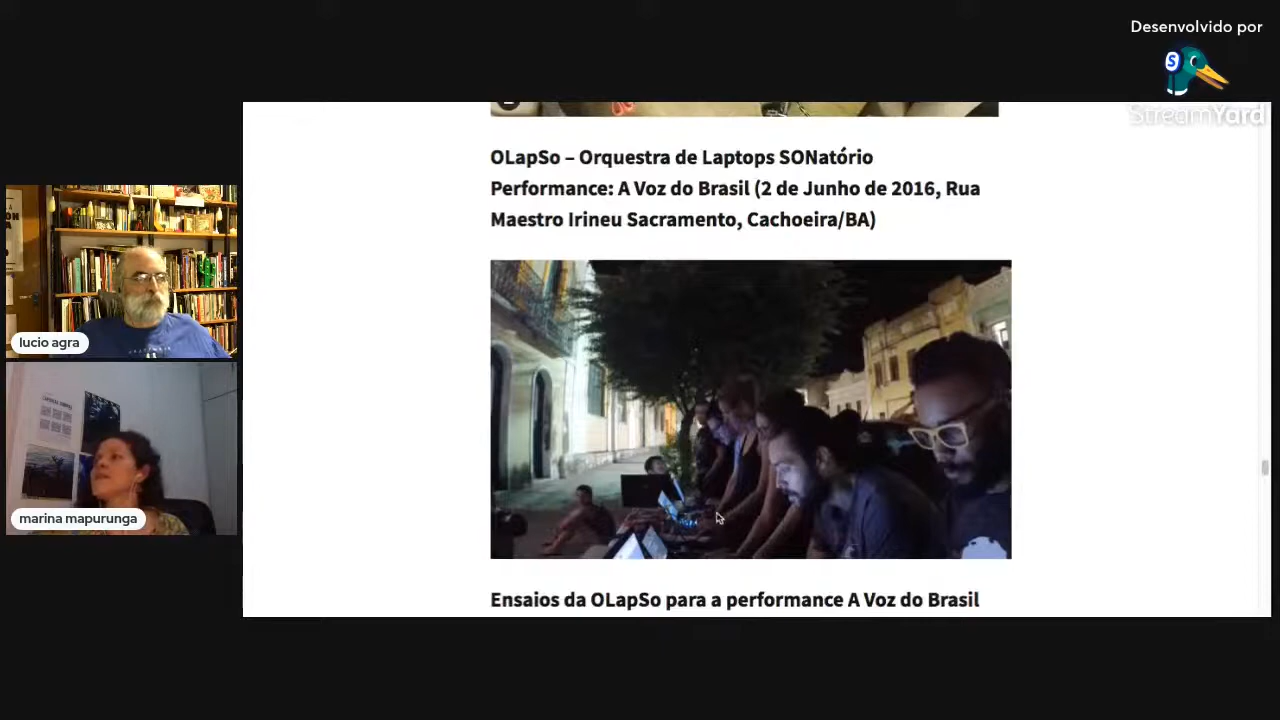 Desenvolvido por
S
StreamYard
OLapSo – Orquestra de Laptops SONatório
Performance: A Voz do Brasil (2 de Junho de 2016, Rua
Maestro Irineu Sacramento, Cachoeira/BA)
lucio agra
marina mapurunga
Ensaios da OLapSo para a performance A Voz do Brasil